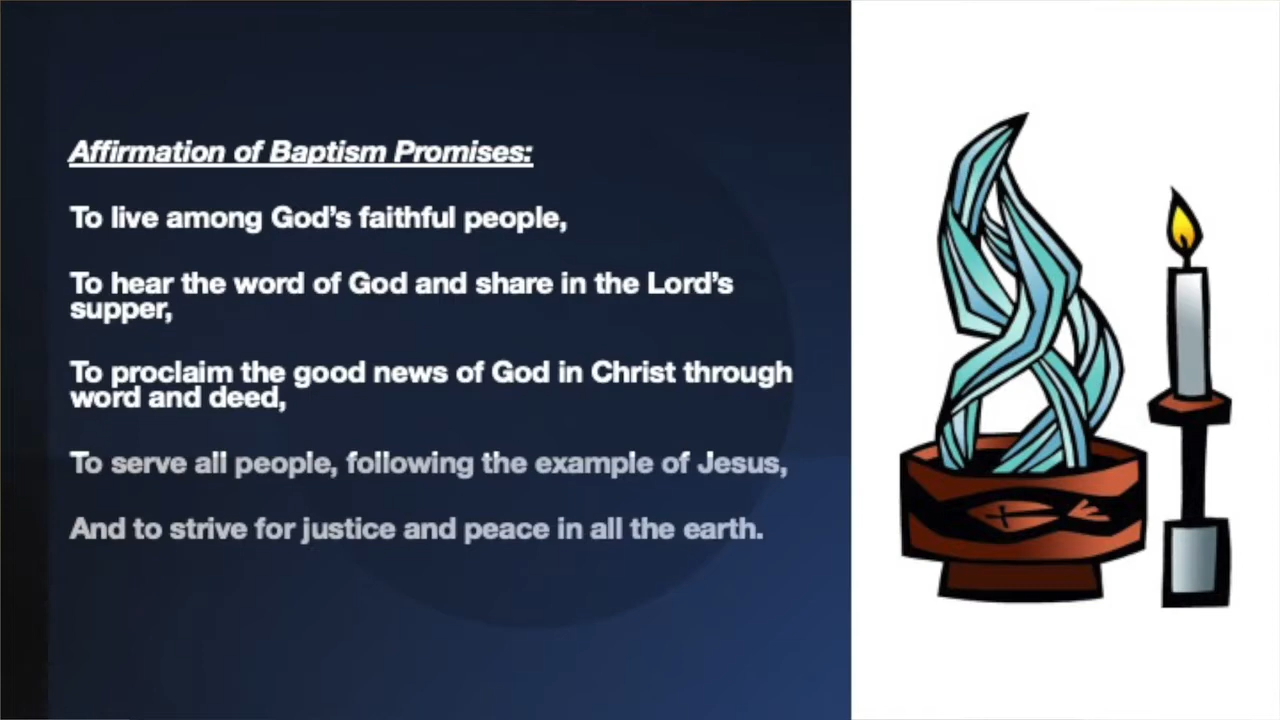 Affirmation of Baptism Promises:
To live among God’s faithful people,
To hear the word of God and share in the Lord’s
supper,
To proclaim the good news of God in Christ through
word and deed,
To serve all people, following the example of Jesus,
And to strive for justice and peace in all the earth.